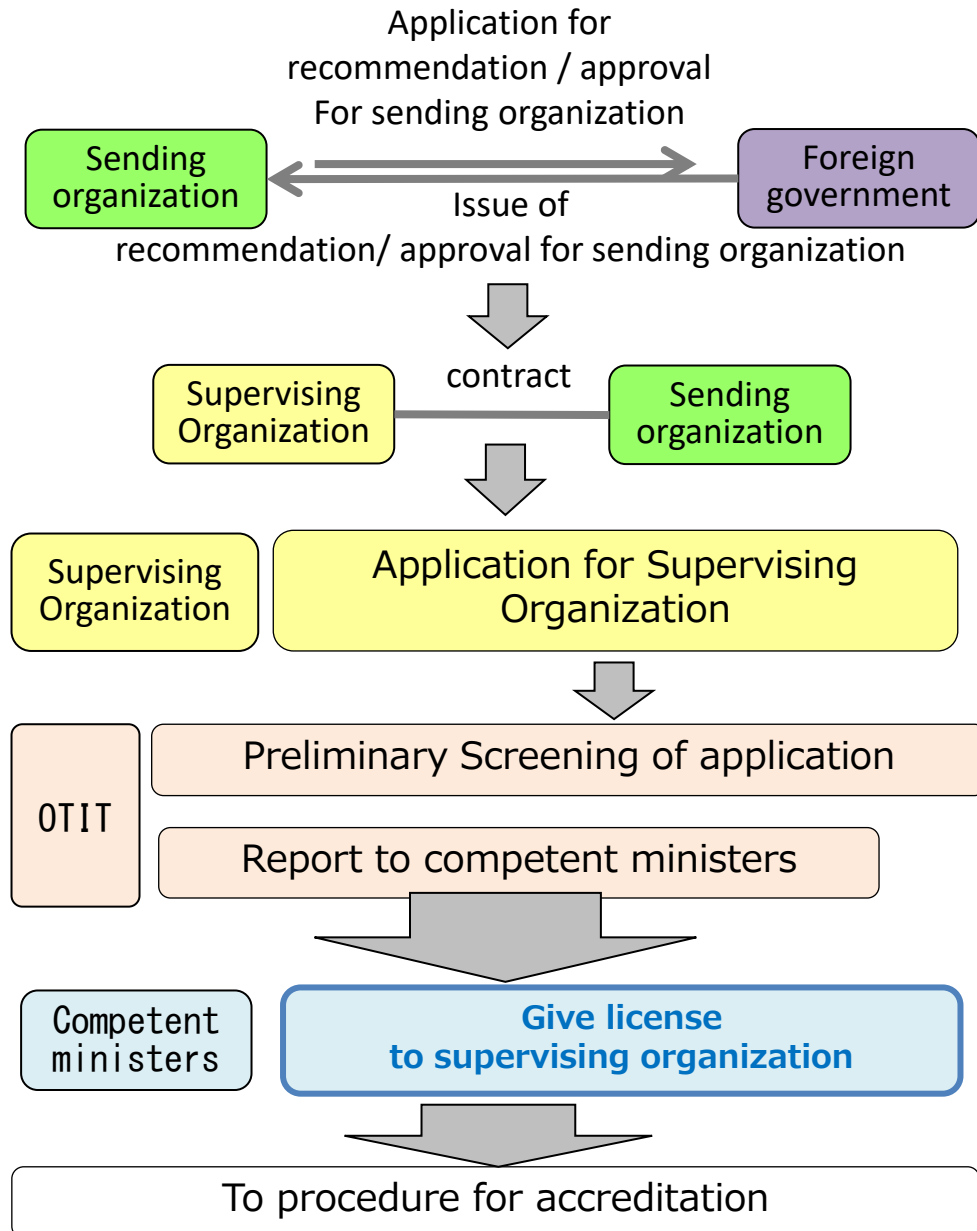 Application for
recommendation / approval
For sending organization
Sending
organization
Foreign
government
Issue of
recommendation/ approval for sending organization
contract
Supervising
Organization
Sending
organization
Supervising
Organization
Application for Supervising
Organization
OTIT
Preliminary Screening of application
Report to competent ministers
Competent
ministers
Give license
to supervising organization
To procedure for accreditation